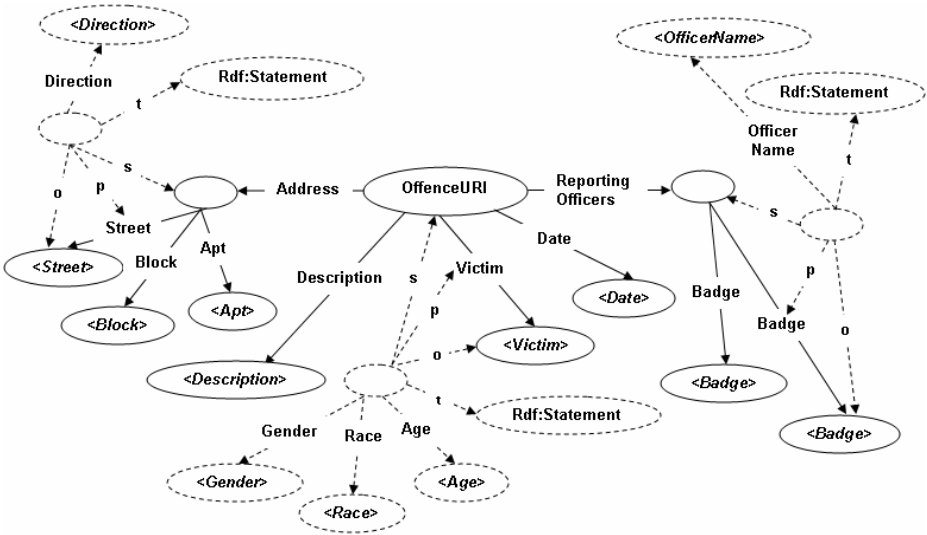 <Direction>
<OfficerName>
Direction
t
Rdf:Statement
Rdf:Statement
Officer
Name
t
s
o
p
Address
OffenceURI
Reporting
Officers
s
Street
Block
Apt
Description
s
p
Victim
Date
Badge
p
Badge
o
<Street>
<Block>
<Apt>
<Date>
<Victim>
o
<Description>
<Badge>
t
Rdf:Statement
<Badge>
Gender
Race
Age
<Gender>
<Race>
<Age>